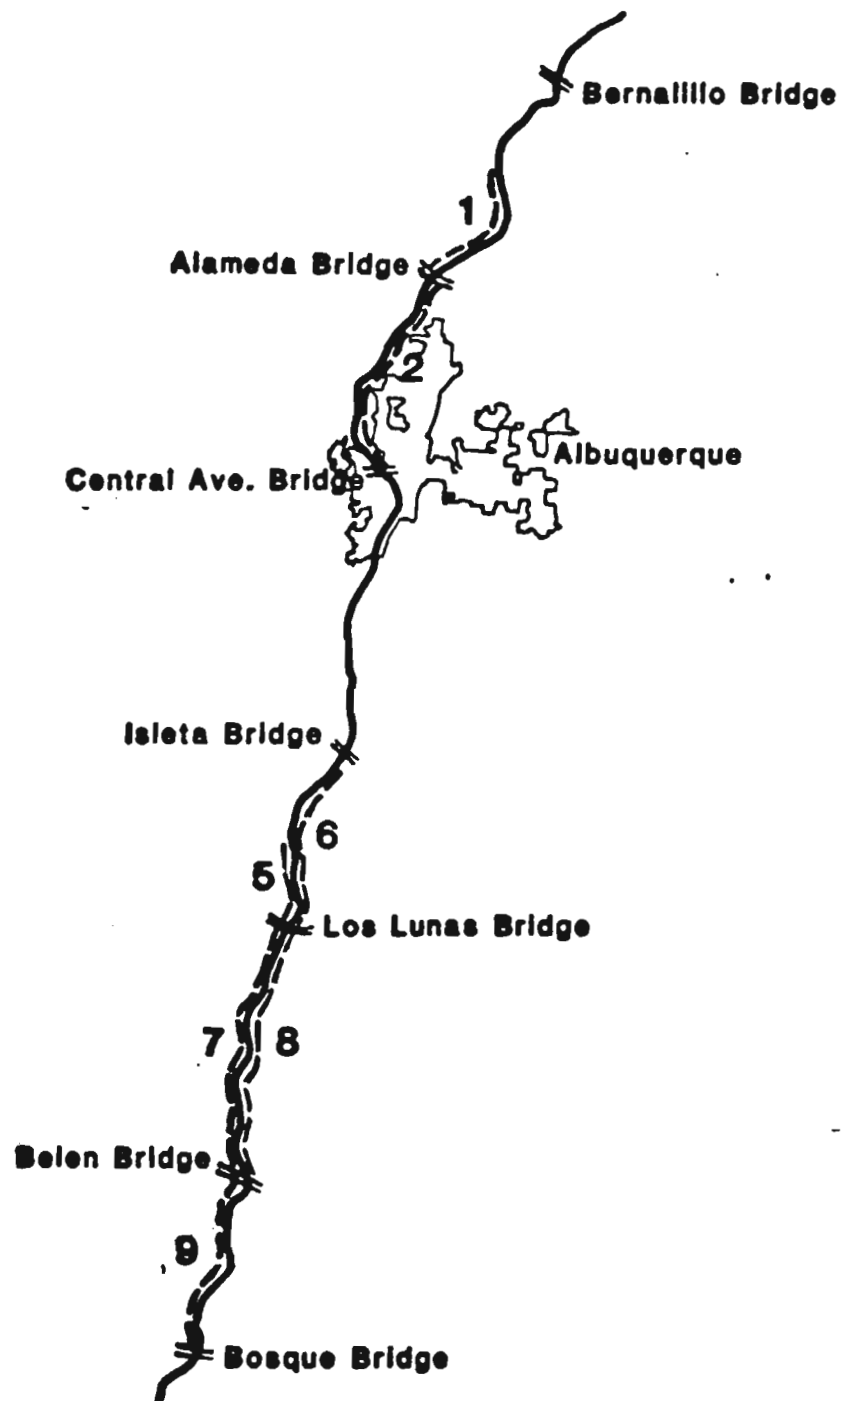 Bernalillo Bridge
1
Alameda Bridge
2
Albuquerque
Central Ave. Bridge
Isleta Bridge
6
5
Los Lunas Bridge
7
8
Belen Bridge
9
Bosque Bridge